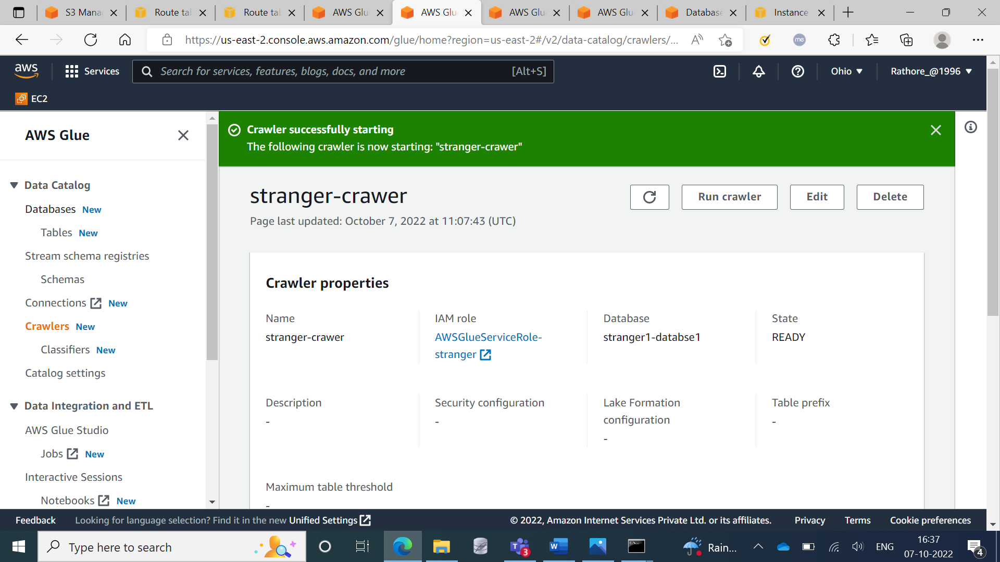 S3 Mana
Route tab
Route tab
AWS Glu
AWS Glu
AWS Glu
AWS Glu
Database
Instance
https://us-east-2.console.aws.amazon.com/glue/home?region=us-east-2#/v2/data-catalog/crawlers/...
me
aws
Services
Search for services, features, blogs, docs, and more
[Alt+S]
Ohio
Rathore_@1996
EC2
AWS Glue
Crawler successfully starting
The following crawler is now starting: "stranger-crawer"
Data Catalog
Databases New
Tables New
Stream schema registries
Schemas
Connections New
Crawlers New
Classifiers New
Catalog settings
Data Integration and ETL
AWS Glue Studio
Jobs New
Interactive Sessions
Notebooks New
stranger-crawer
Run crawler
Edit
Delete
Page last updated: October 7, 2022 at 11:07:43 (UTC)
Crawler properties
Name
stranger-crawer
IAM role
AWSGlueServiceRole-
stranger
Database
stranger1-databse1
State
READY
Description
-
Security configuration
-
Lake Formation
configuration
-
Table prefix
-
Maximum table threshold
-
Feedback
Looking for language selection? Find it in the new Unified Settings
© 2022, Amazon Internet Services Private Ltd. or its affiliates.
Privacy
Terms
Cookie preferences
Type here to search
3
Rain...
ENG
16:37
07-10-2022
4